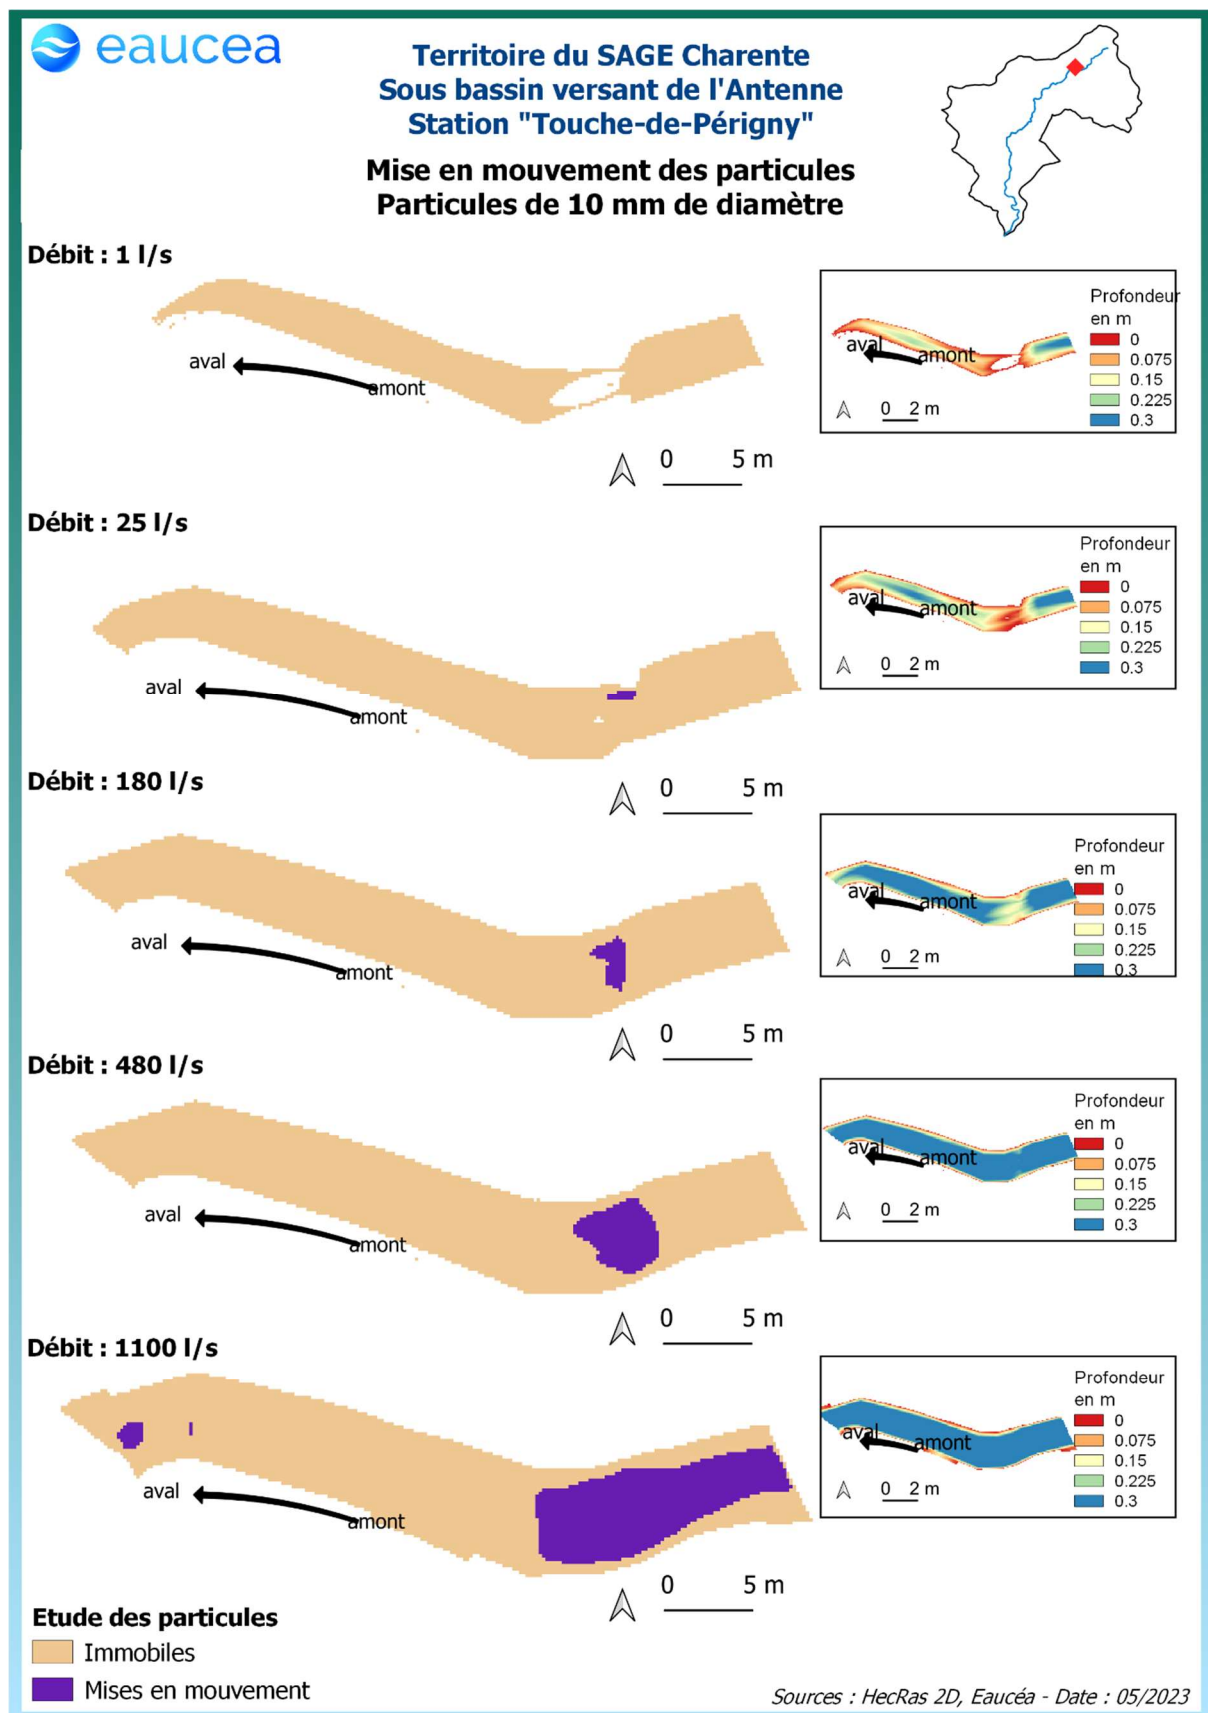 eaucea
Territoire du SAGE Charente
Sous bassin versant de l'Antenne
Station "Touche-de-Périgny"
Mise en mouvement des particules
Particules de 10 mm de diamètre
Débit : 1 l/s
aval
amont
0 5 m
Profondeur
en m
0
0.075
0.15
0.225
0.3
aval
amont
0 2 m
Débit : 25 l/s
aval
amont
0 5 m
Profondeur
en m
0
0.075
0.15
0.225
0.3
aval
amont
0 2 m
Débit : 180 l/s
aval
amont
0 5 m
Profondeur
en m
0
0.075
0.15
0.225
0.3
aval
amont
0 2 m
Débit : 480 l/s
aval
amont
0 5 m
Profondeur
en m
0
0.075
0.15
0.225
0.3
aval
amont
0 2 m
Débit : 1100 l/s
aval
amont
0 5 m
Profondeur
en m
0
0.075
0.15
0.225
0.3
aval
amont
0 2 m
Etude des particules
Immobiles
Mises en mouvement
Sources : HecRas 2D, Eaucéa - Date : 05/2023